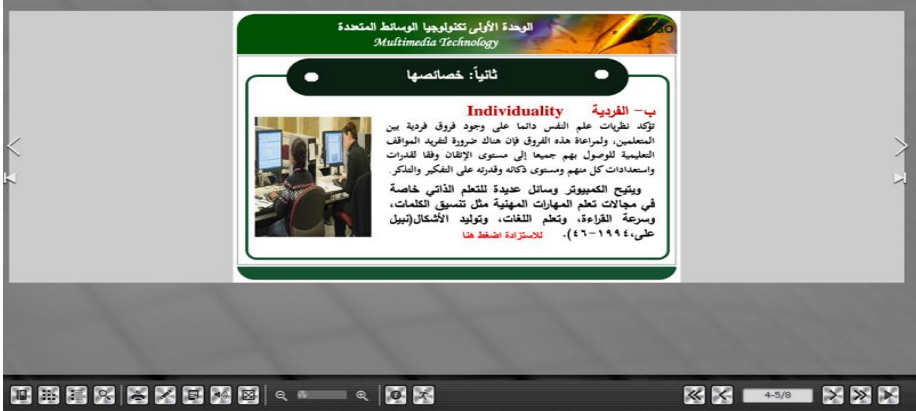 الوحدة الأولى تكنولوجيا الوسائط المتعددة
Multimedia Technology
ثانياً: خصائصها
ب- الفردية Individuality
تؤكد نظريات علم النفس دائما على وجود فروق فردية بين
المتعلمين، ولمراعاة هذه الفروق فإن هناك ضرورة لتفريد المواقف
التعليمية للوصول بهم جميعا إلى مستوى الإتقان وفقا لقدرات
واستعدادات كل منهم ومستوى ذكائه وقدرته على التفكير والتذكر.
ويتيح الكمبيوتر وسائل عديدة للتعلم الذاتي خاصة
في مجالات تعلم المهارات المهنية مثل تنسيق الكلمات،
وسرعة القراءة، وتعلم اللغات، وتوليد الأشكال(نبيل
على،١٩٩٤-٤٦). للاستزادة اضغط هنا
4-5/8